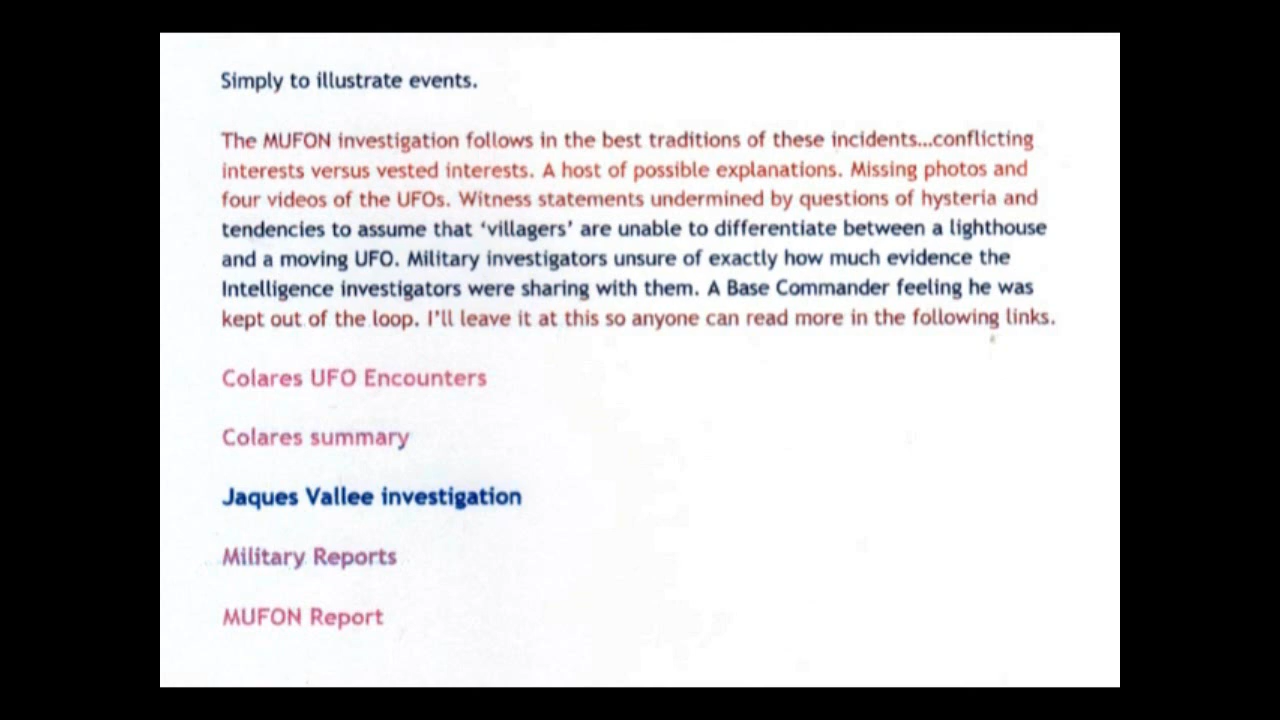 Simply to illustrate events.
The MUFON investigation follows in the best traditions of these incidents...conflicting
interests versus vested interests. A host of possible explanations. Missing photos and
four videos of the UFOs. Witness statements undermined by questions of hysteria and
tendencies to assume that ‘villagers’ are unable to differentiate between a lighthouse
and a moving UFO. Military investigators unsure of exactly how much evidence the
Intelligence investigators were sharing with them. A Base Commander feeling he was
kept out of the loop. I’ll leave it at this so anyone can read more in the following links.
Colares UFO Encounters
Colares summary
Jaques Vallee investigation
Military Reports
MUFON Report